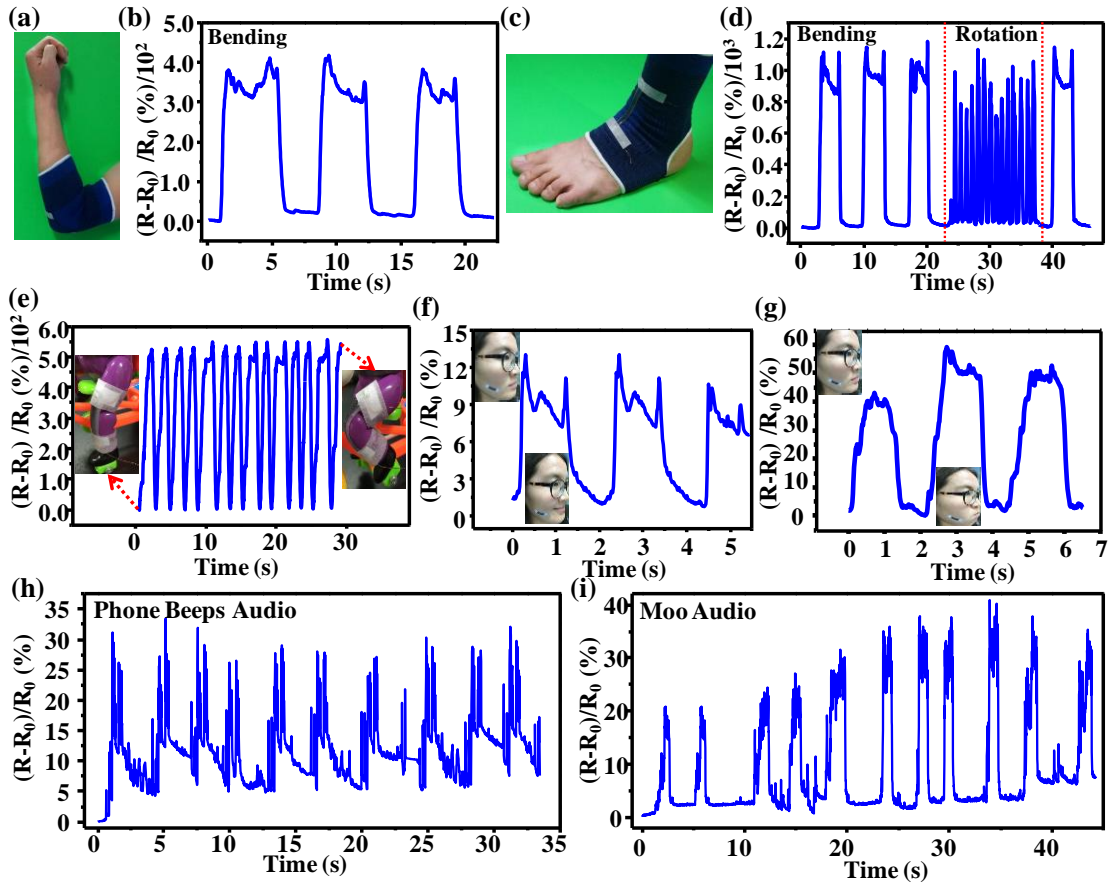 (a)
(b)
(R-R₀) /R₀ (%)/10²
5.0
4.0
3.0
2.0
1.0
0.0
Bending
0 5 10 15 20
Time (s)
(c)
(d)
(R-R₀) /R₀ (%)/10³
1.2
1.0
0.8
0.6
0.4
0.2
0.0
Bending
Rotation
0 10 20 30 40
Time (s)
(e)
(R-R₀) /R₀ (%)/10²
6.0
5.0
4.0
3.0
2.0
1.0
0.0
0 10 20 30
Time (s)
(f)
(R-R₀) /R₀ (%)
15
12
9
6
3
0
0 1 2 3 4 5
Time (s)
(g)
(R-R₀) /R₀ (%)
60
50
40
30
20
10
0
0 1 2 3 4 5 6 7
Time (s)
(h)
(R-R₀)/R₀ (%)
35
30
25
20
15
10
5
0
Phone Beeps Audio
0 5 10 15 20 25 30 35
Time (s)
(i)
(R-R₀)/R₀ (%)
40
30
20
10
0
Moo Audio
0 10 20 30 40
Time (s)